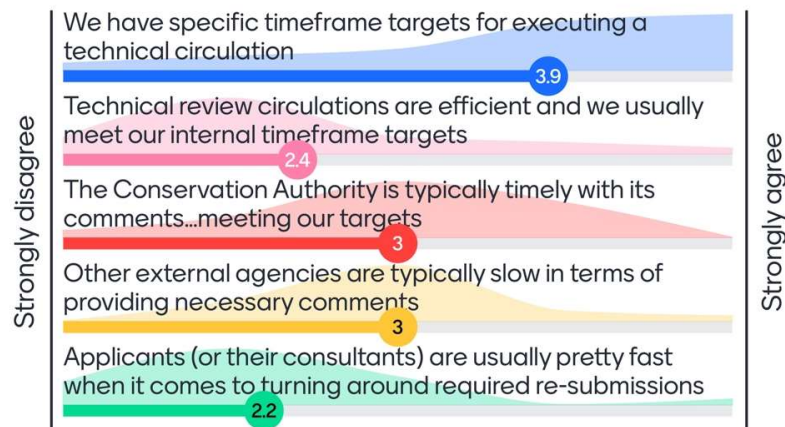 We have specific timeframe targets for executing a
technical circulation
3.9
Technical review circulations are efficient and we usually
meet our internal timeframe targets
2.4
The Conservation Authority is typically timely with its
comments...meeting our targets
3
Other external agencies are typically slow in terms of
providing necessary comments
3
Applicants (or their consultants) are usually pretty fast
when it comes to turning around required re-submissions
2.2
Strongly disagree
Strongly agree